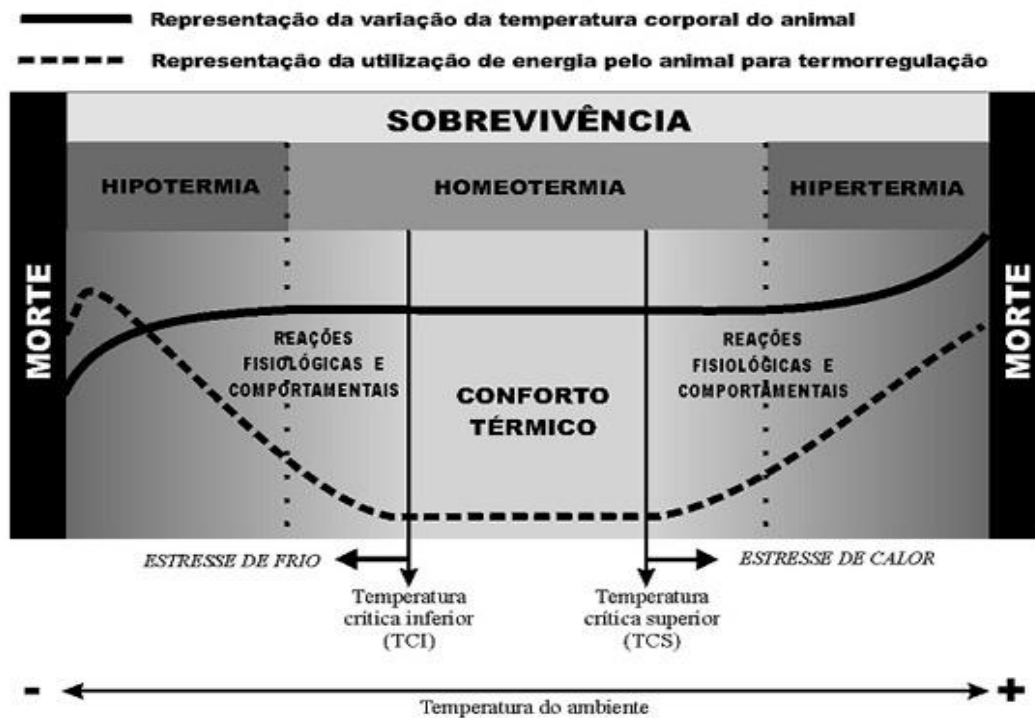 Representação da variação da temperatura corporal do animal
Representação da utilização de energia pelo animal para termorregulação
SOBREVIVÊNCIA
HIPOTERMIA
HOMEOTERMIA
HIPERTERMIA
MORTE
MORTE
REAÇÕES
FISIOLÓGICAS E
COMPORTAMENTAIS
CONFORTO
TÉRMICO
REAÇÕES
FISIOLÓGICAS E
COMPORTAMENTAIS
ESTRESSE DE FRIO
ESTRESSE DE CALOR
Temperatura
crítica inferior
(TCI)
Temperatura
crítica superior
(TCS)
- +
Temperatura do ambiente